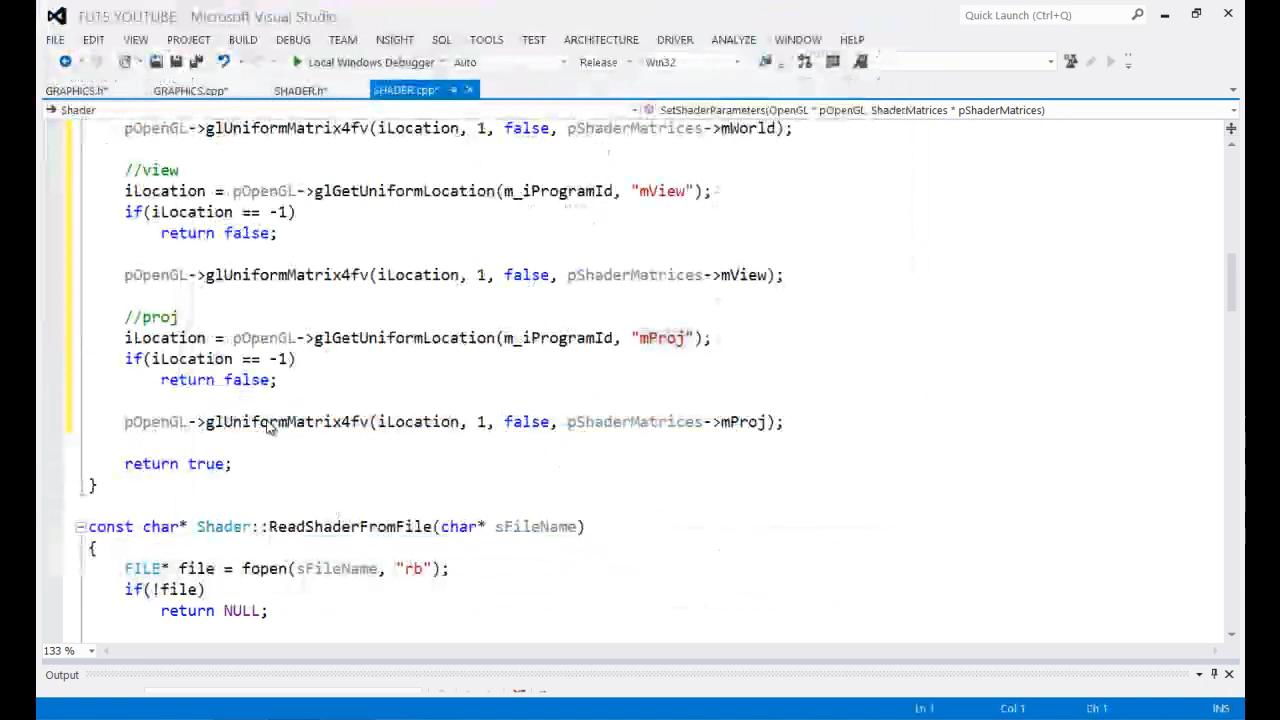 TUT5 YOUTUBE Microsoft Visual Studio
Quick Launch (Ctrl+Q)
FILE EDIT VIEW PROJECT BUILD DEBUG TEAM NSIGHT SQL TOOLS TEST ARCHITECTURE DRIVER ANALYZE WINDOW HELP
Local Windows Debugger Auto Release Win32
GRAPHICS.h* GRAPHICS.cpp* SHADER.h* SHADER.cpp*
Shader
SetShaderParameters(OpenGL * pOpenGL, ShaderMatrices * pShaderMatrices)
pOpenGL->glUniformMatrix4fv(iLocation, 1, false, pShaderMatrices->mWorld);
//view
iLocation = pOpenGL->glGetUniformLocation(m_iProgramId, "mView");
if(iLocation == -1)
return false;
pOpenGL->glUniformMatrix4fv(iLocation, 1, false, pShaderMatrices->mView);
//proj
iLocation = pOpenGL->glGetUniformLocation(m_iProgramId, "mProj");
if(iLocation == -1)
return false;
pOpenGL->glUniformMatrix4fv(iLocation, 1, false, pShaderMatrices->mProj);
return true;
}
const char* Shader::ReadShaderFromFile(char* sFileName)
{
FILE* file = fopen(sFileName, "rb");
if(!file)
return NULL;
133 %
Output
Ln 1 Col 1 Ch 1 INS